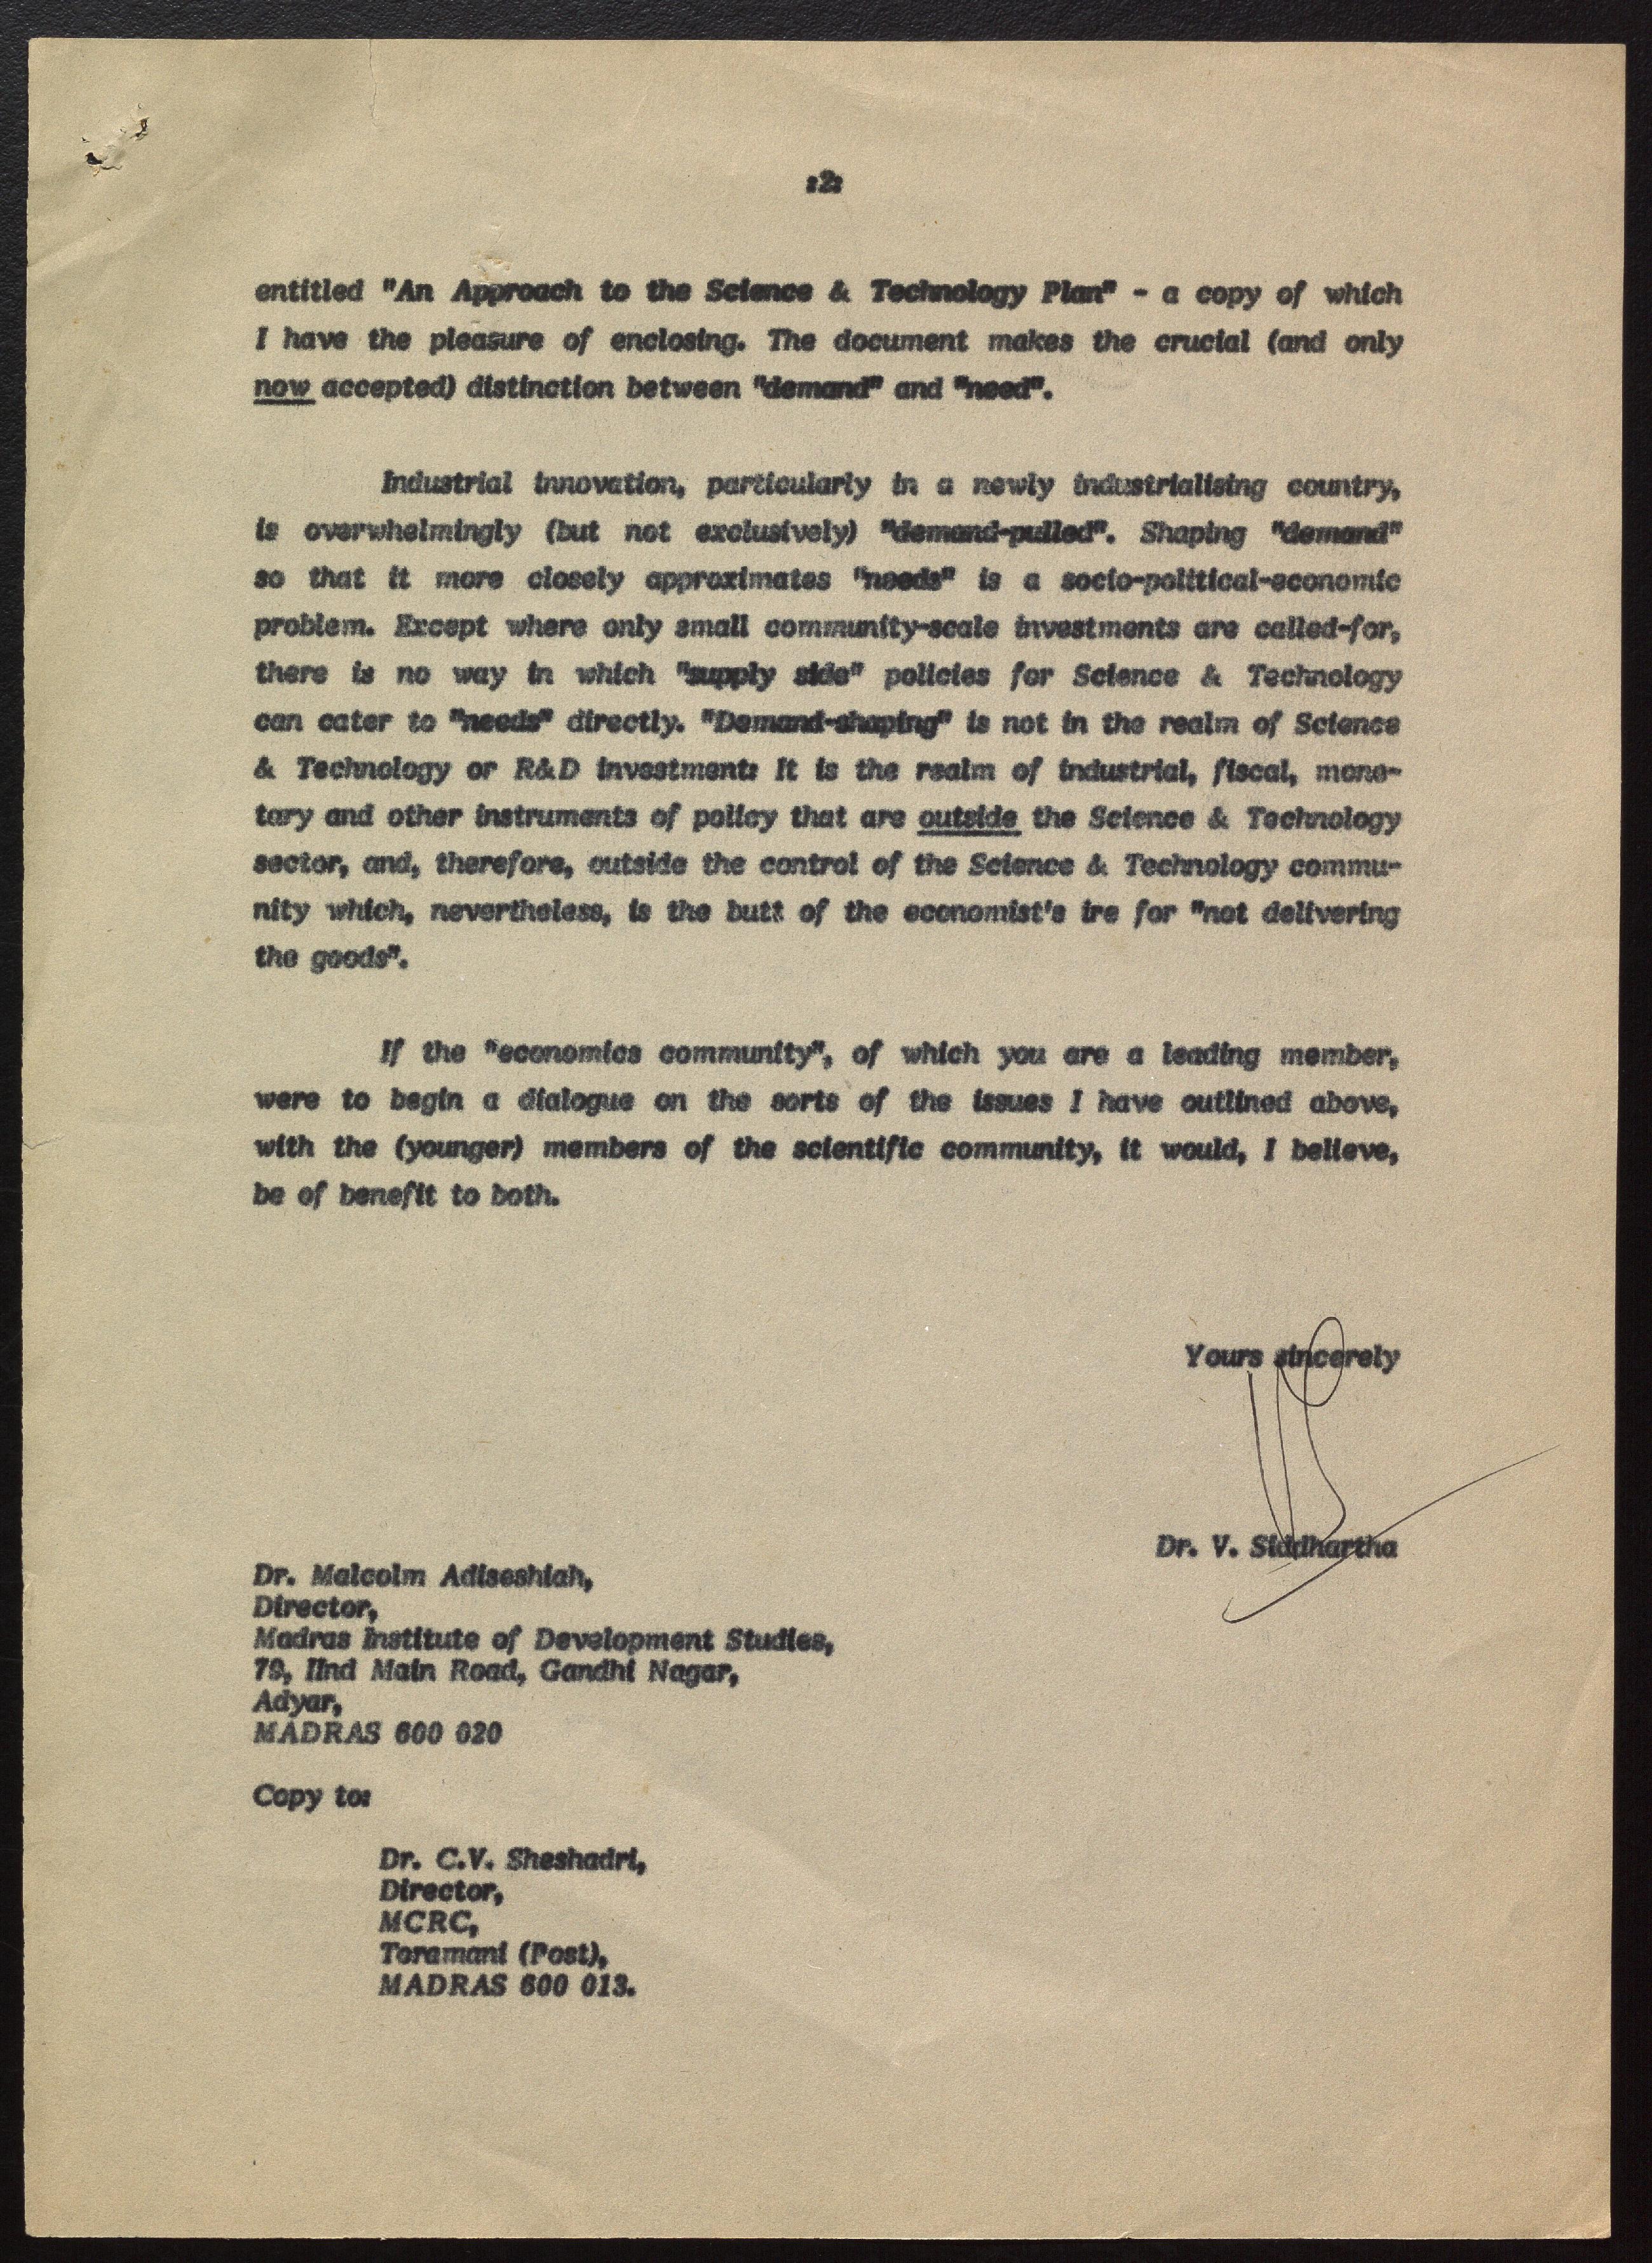 :2:
entitled "An Approach to the Science & Technology Plan" - a copy of which
I have the pleasure of enclosing. The document makes the crucial (and only
now accepted) distinction between "demand" and "need".
Industrial innovation, particularly in a newly industrialising country,
is overwhelmingly (but not exclusively) "demand-pulled". Shaping "demand"
so that it more closely approximates "needs" is a socio-political-economic
problem. Except where only small community-scale investments are called-for,
there is no way in which "supply side" policies for Science & Technology
can cater to "needs" directly. "Demand-shaping" is not in the realm of Science
& Technology or R&D investment: It is the realm of industrial, fiscal, mone-
tary and other instruments of policy that are outside the Science & Technology
sector, and, therefore, outside the control of the Science & Technology commu-
nity which, nevertheless, is the butt of the economist's ire for "not delivering
the goods".
If the "economics community", of which you are a leading member,
were to begin a dialogue on the sorts of the issues I have outlined above,
with the (younger) members of the scientific community, it would, I believe,
be of benefit to both.
Yours sincerely
Dr. V. Siddhartha
Dr. Malcolm Adiseshiah,
Director,
Madras Institute of Development Studies,
79, IInd Main Road, Gandhi Nagar,
Adyar,
MADRAS 600 020
Copy to:
Dr. C.V. Sheshadri,
Director,
MCRC,
Toramani (Post),
MADRAS 600 013.